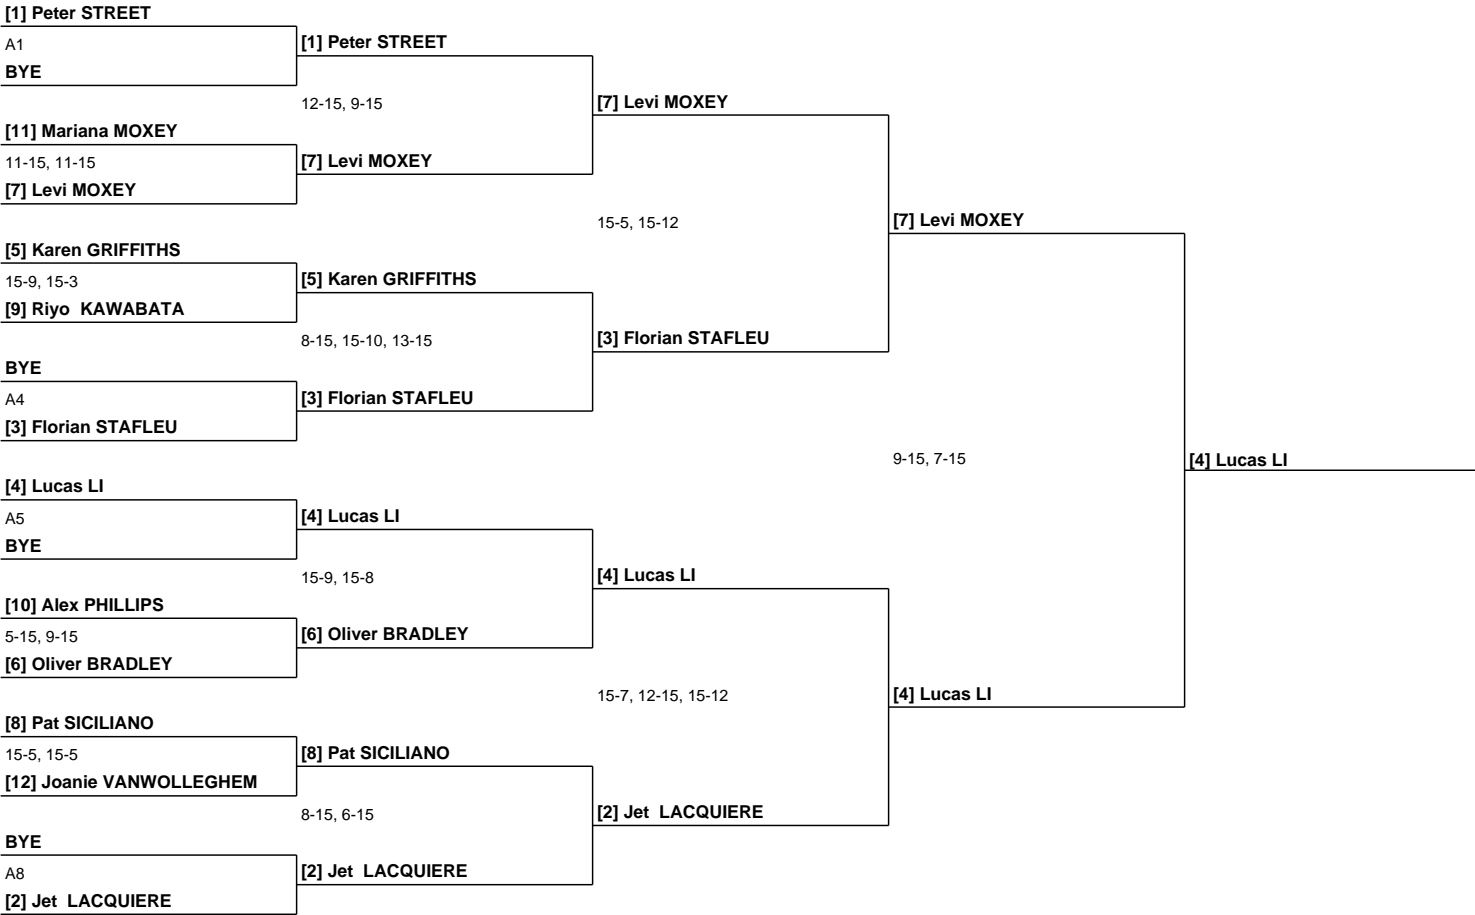 [1] Peter STREET
A1
BYE
[11] Mariana MOXEY
11-15, 11-15
[7] Levi MOXEY
[5] Karen GRIFFITHS
15-9, 15-3
[9] Riyo  KAWABATA
BYE
A4
[3] Florian STAFLEU
[4] Lucas LI
A5
BYE
[10] Alex PHILLIPS
5-15, 9-15
[6] Oliver BRADLEY
[8] Pat SICILIANO
15-5, 15-5
[12] Joanie VANWOLLEGHEM
BYE
A8
[2] Jet  LACQUIERE
[1] Peter STREET
12-15, 9-15
[7] Levi MOXEY
[5] Karen GRIFFITHS
8-15, 15-10, 13-15
[3] Florian STAFLEU
[4] Lucas LI
15-9, 15-8
[6] Oliver BRADLEY
[8] Pat SICILIANO
8-15, 6-15
[2] Jet  LACQUIERE
[7] Levi MOXEY
15-5, 15-12
[3] Florian STAFLEU
[4] Lucas LI
15-7, 12-15, 15-12
[2] Jet  LACQUIERE
[7] Levi MOXEY
9-15, 7-15
[4] Lucas LI
[4] Lucas LI